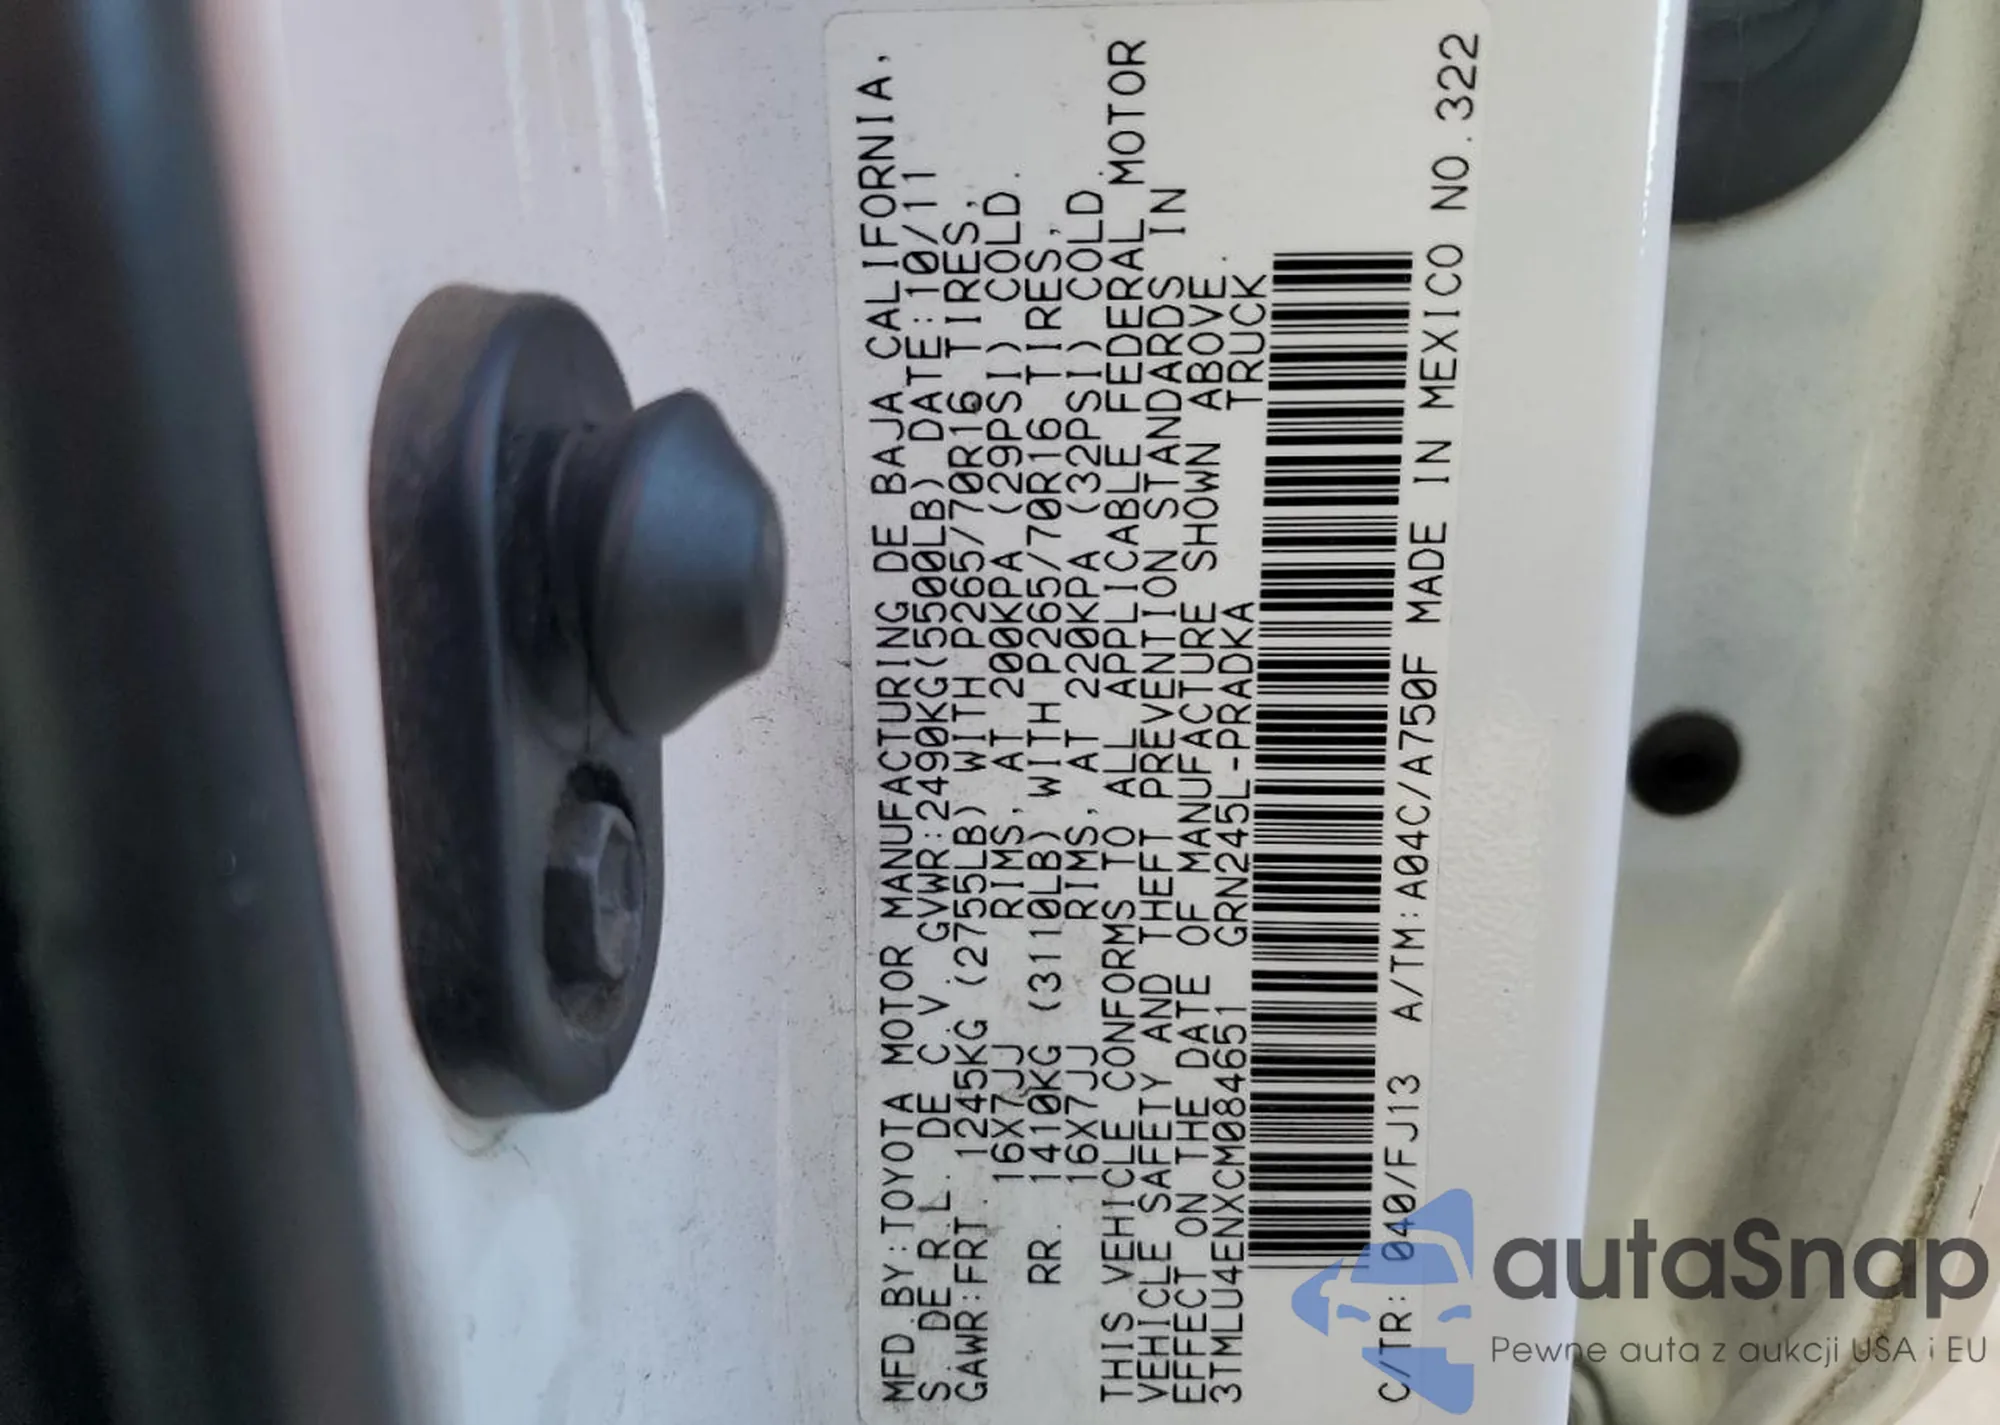 MFD.BY:TOYOTA MOTOR MANUFACTURING DE BAJA CALIFORNIA,
S. DE R.L. DE C.V. GVWR:2490KG(5500LB) DATE:10/11
GAWR:FRT. 1245KG (2755LB) WITH P265/70R16 TIRES,
16X7JJ RIMS, AT 200KPA (29PSI) COLD.
RR. 1410KG (3110LB) WITH P265/70R16 TIRES,
16X7JJ RIMS, AT 220KPA (32PSI) COLD.
THIS VEHICLE CONFORMS TO ALL APPLICABLE FEDERAL MOTOR
VEHICLE SAFETY AND THEFT PREVENTION STANDARDS IN
EFFECT ON THE DATE OF MANUFACTURE SHOWN ABOVE.
3TMLU4ENXCM084651 GRN245L-PRADKA TRUCK
C/TR: 040/FJ13 A/TM:A04C/A750F MADE IN MEXICO NO.322
autaSnap
Pewne auta z aukcji USA i EU